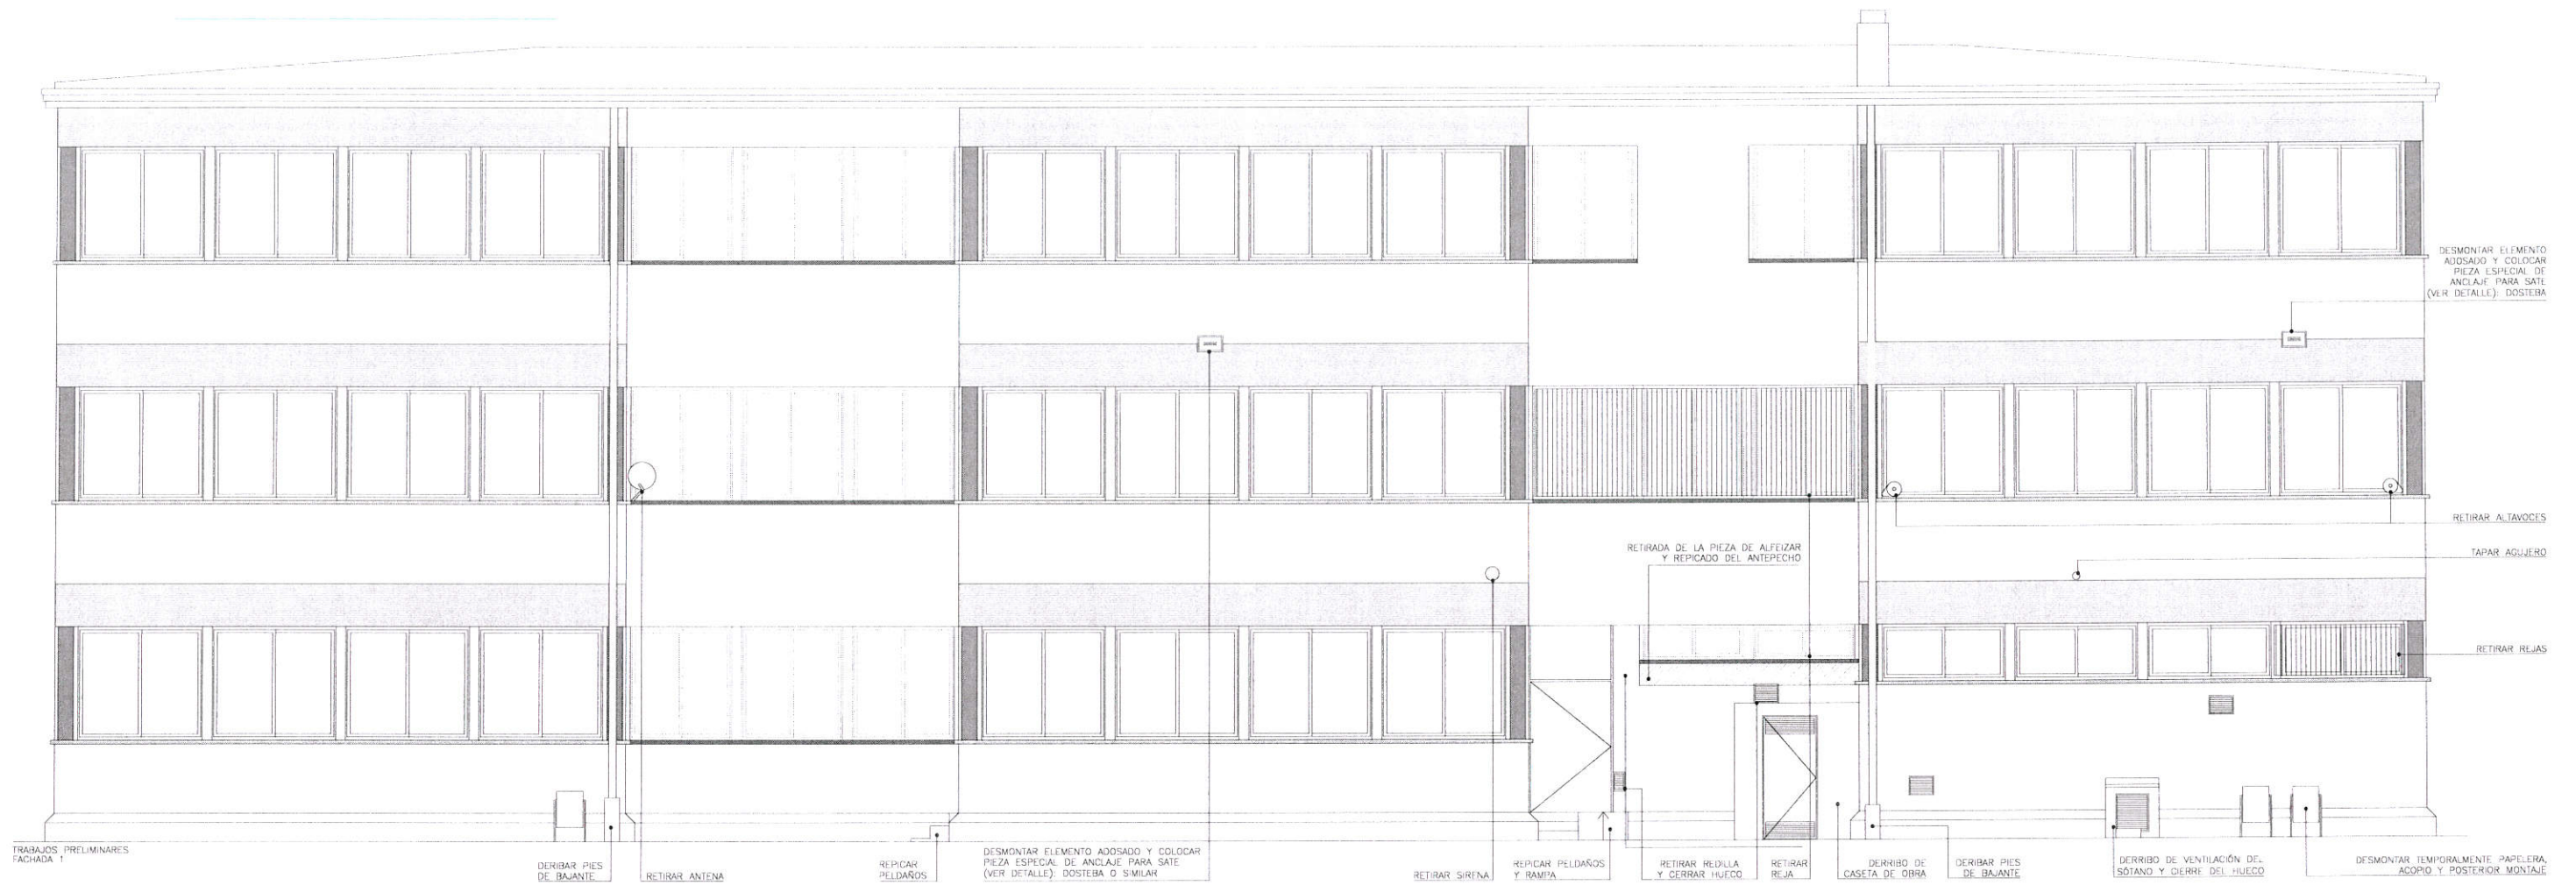 DESMONTAR ELEMENTO
ADOSADO Y COLOCAR
PIEZA ESPECIAL DE
ANCLAJE PARA SATE
(VER DETALLE): DOSTEBA
RETIRAR ALTAVOCES
RETIRADA DE LA PIEZA DE ALFEIZAR
Y REPICADO DEL ANTEPECHO
TAPAR AGUJERO
RETIRAR REJAS
TRABAJOS PRELIMINARES
FACHADA 1
DERIBAR PIES
DE BAJANTE
RETIRAR ANTENA
REPICAR
PELDAÑOS
DESMONTAR ELEMENTO ADOSADO Y COLOCAR
PIEZA ESPECIAL DE ANCLAJE PARA SATE
(VER DETALLE): DOSTEBA O SIMILAR
RETIRAR SIRENA
REPICAR PELDAÑOS
Y RAMPA
RETIRAR REDILLA
Y CERRAR HUECO
RETIRAR
REJA
DERRIBO DE
CASETA DE OBRA
DERIBAR PIES
DE BAJANTE
DERRIBO DE VENTILACIÓN DEL
SÓTANO Y CIERRE DEL HUECO
DESMONTAR TEMPORALMENTE PAPELERA,
ACOPIO Y POSTERIOR MONTAJE